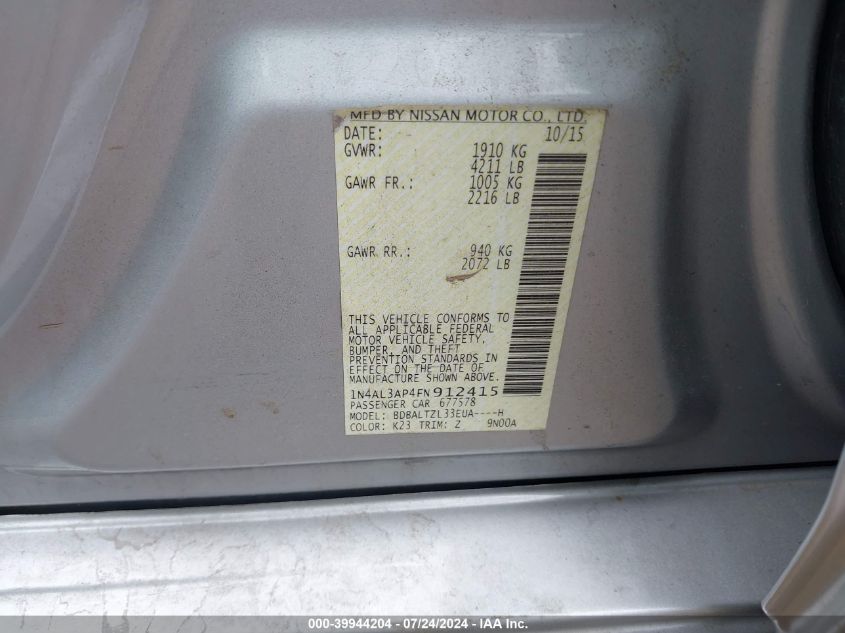 MFD BY NISSAN MOTOR CO., LTD.
DATE: 10/15
GVWR: 1910 KG
4211 LB
GAWR FR.: 1005 KG
2216 LB
GAWR RR.: 940 KG
2072 LB
THIS VEHICLE CONFORMS TO
ALL APPLICABLE FEDERAL
MOTOR VEHICLE SAFETY,
BUMPER, AND THEFT
PREVENTION STANDARDS IN
EFFECT ON THE DATE OF
MANUFACTURE SHOWN ABOVE.
1N4AL3AP4FN912415
PASSENGER CAR 677578
MODEL: BDBALTZL33EUA----H
COLOR: K23 TRIM: Z 9N00A
000-39944204 - 07/24/2024 - IAA Inc.